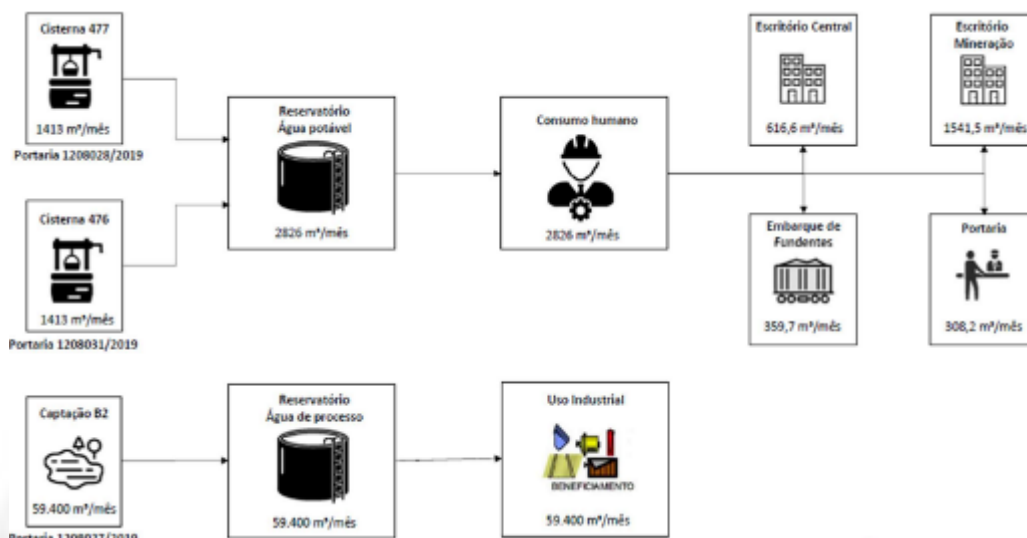 Cisterna 477
1413 m³/mês
Portaria 1208028/2019
Cisterna 476
1413 m³/mês
Portaria 1208031/2019
Reservatório
Água potável
2826 m³/mês
Consumo humano
2826 m³/mês
Escritório Central
616,6 m³/mês
Escritório
Mineração
1541,5 m³/mês
Embarque de
Fundentes
359,7 m³/mês
Portaria
308,2 m³/mês
Captação B2
59.400 m³/mês
Portaria 1208027/2019
Reservatório
Água de processo
59.400 m³/mês
Uso Industrial
BENEFICIAMENTO
59.400 m³/mês